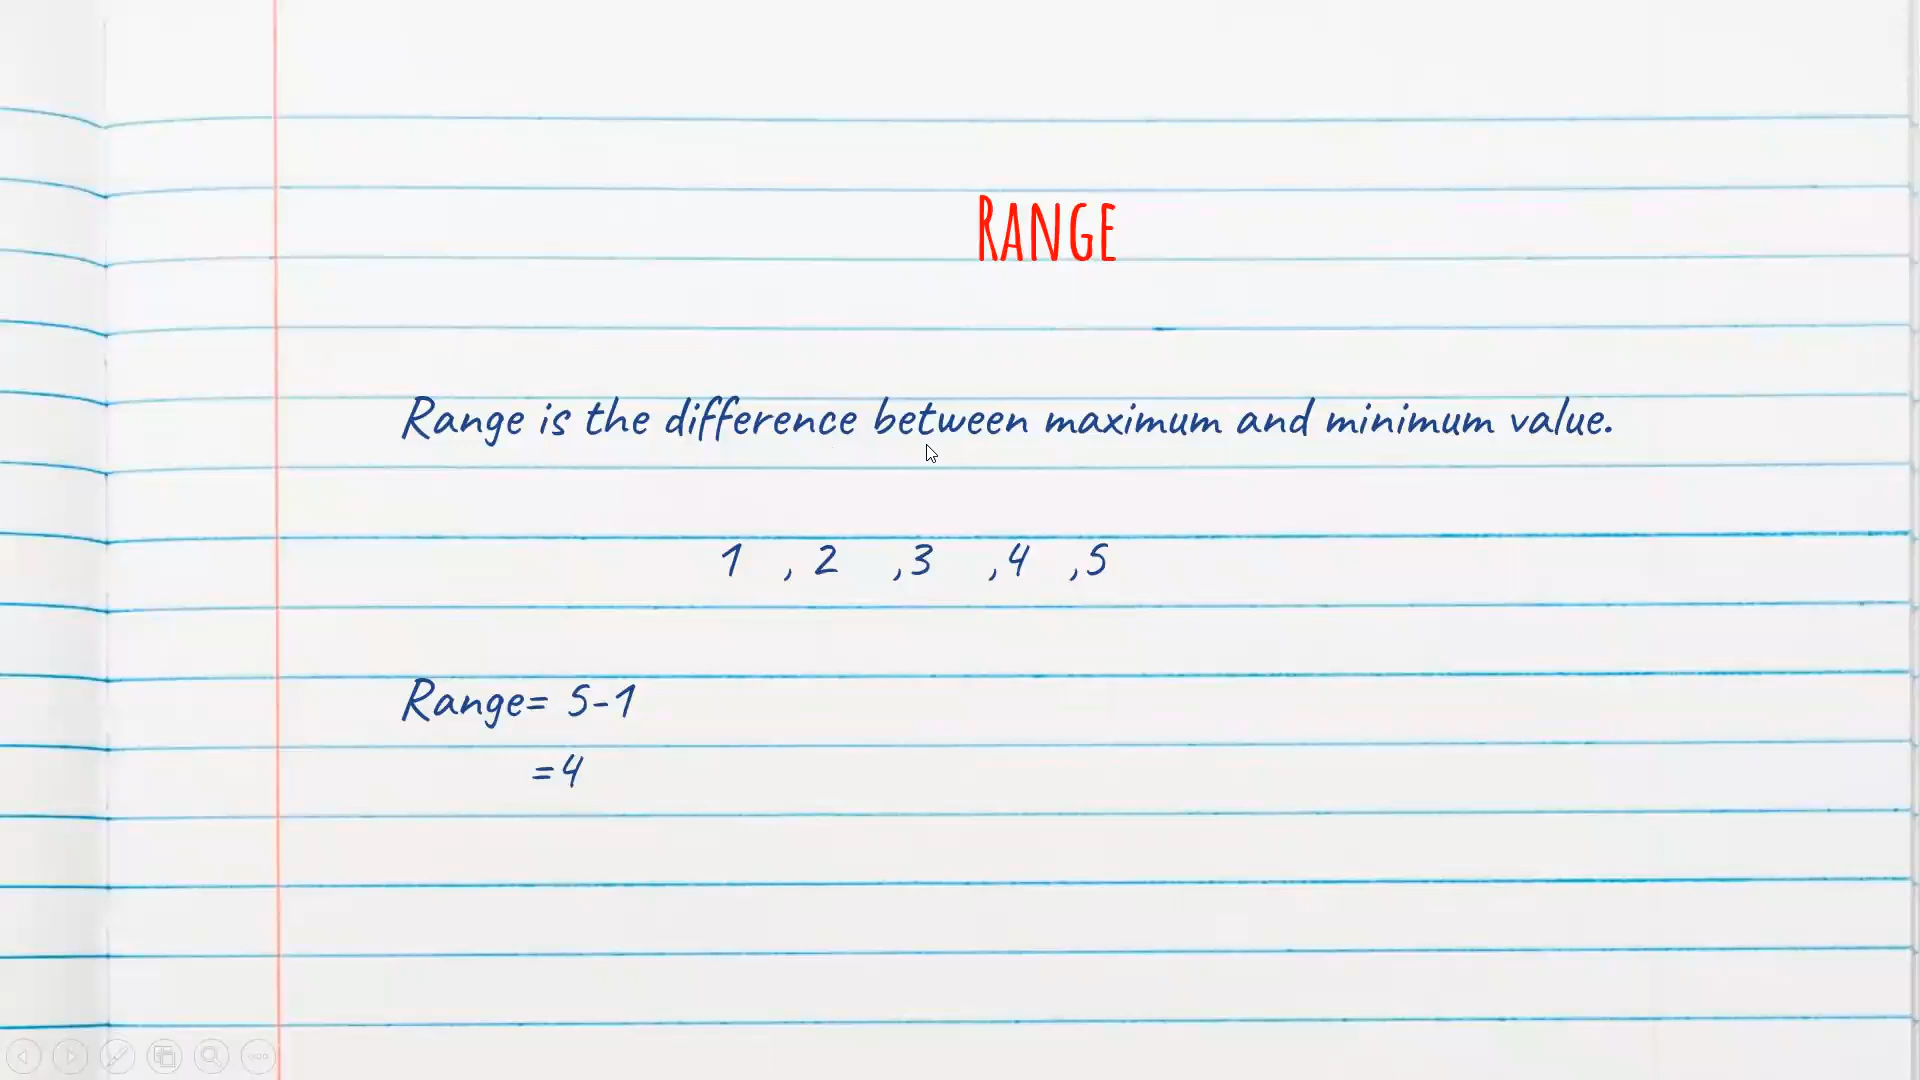 RANGE
Range is the difference between maximum and minimum value.
1 , 2 ,3 ,4 ,5
Range= 5-1
=4